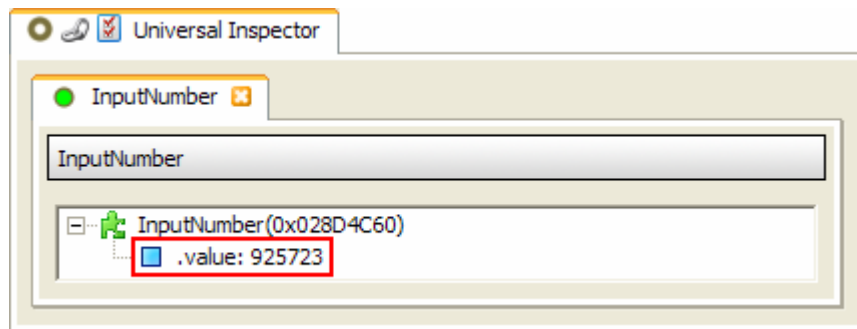 Universal Inspector
InputNumber
InputNumber
InputNumber(0x028D4C60)
.value: 925723